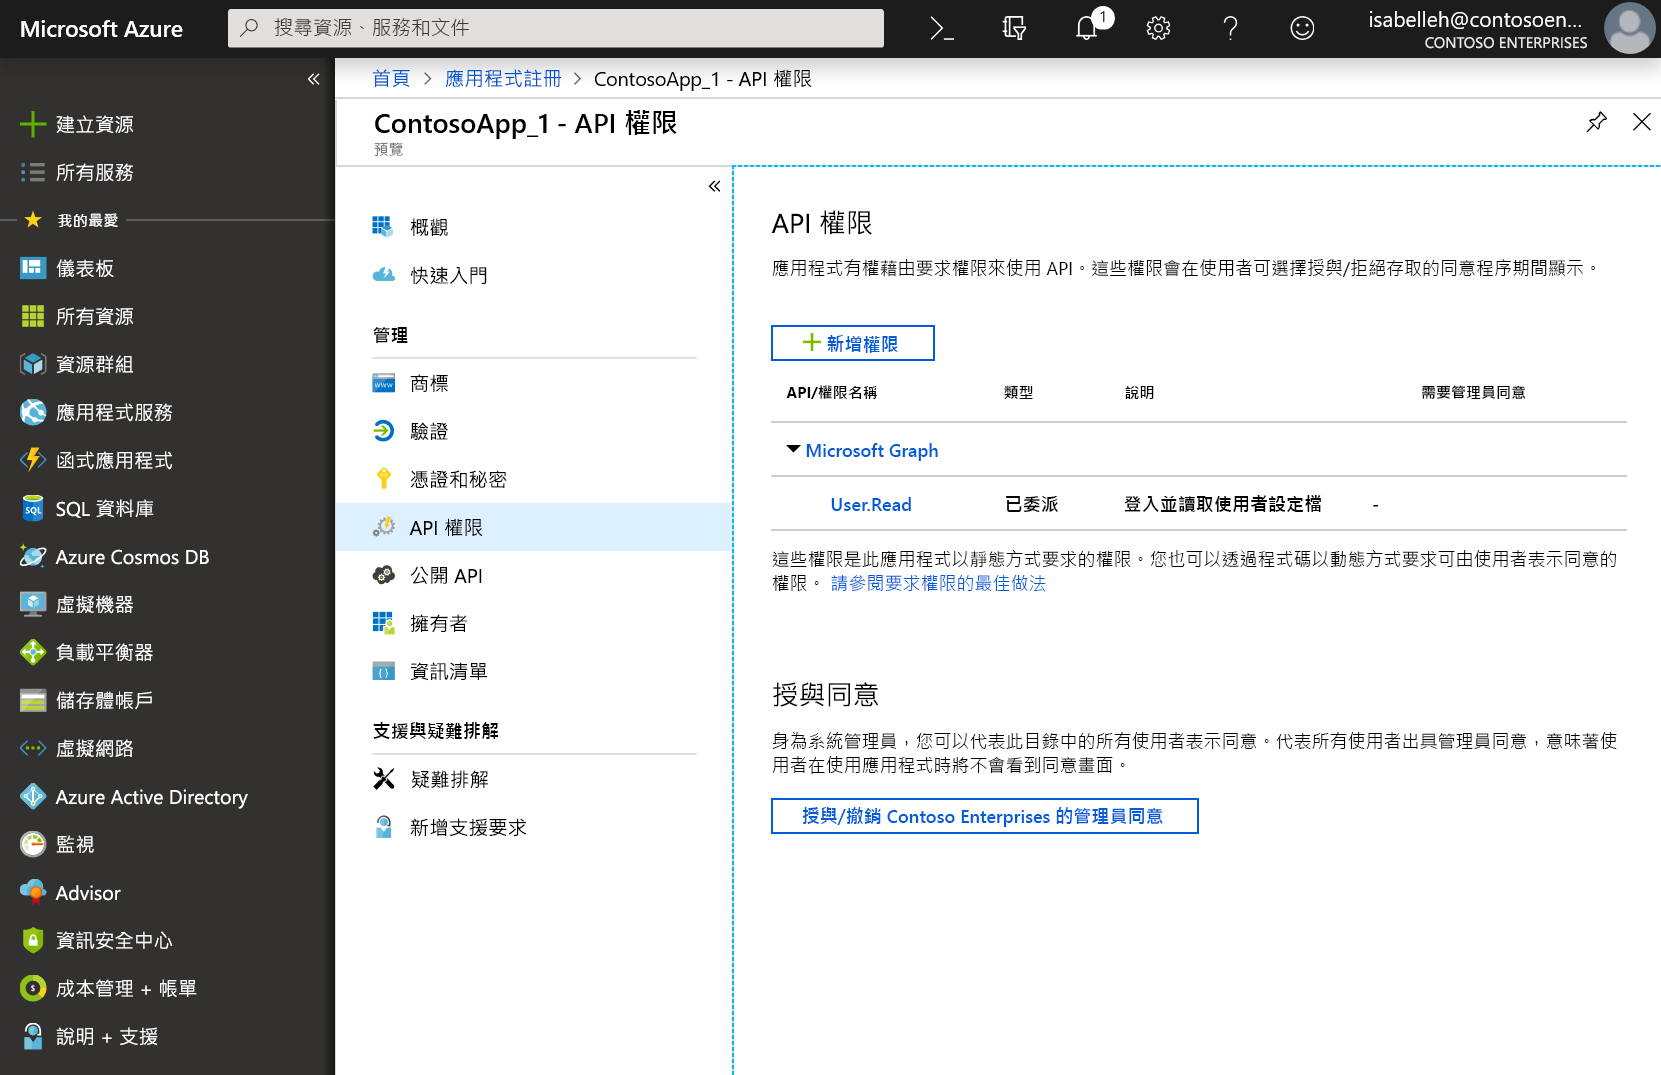 Microsoft Azure
搜尋資源、服務和文件
1
isabelleh@contosoen...
CONTOSO ENTERPRISES
建立資源
所有服務
我的最愛
儀表板
所有資源
資源群組
應用程式服務
函式應用程式
SQL 資料庫
Azure Cosmos DB
虛擬機器
負載平衡器
儲存體帳戶
虛擬網路
Azure Active Directory
監視
Advisor
資訊安全中心
成本管理 + 帳單
說明 + 支援
首頁 > 應用程式註冊 > ContosoApp_1 - API 權限
ContosoApp_1 - API 權限
預覽
概觀
快速入門
管理
商標
驗證
憑證和秘密
API 權限
公開 API
擁有者
資訊清單
支援與疑難排解
疑難排解
新增支援要求
API 權限
應用程式有權藉由要求權限來使用 API。這些權限會在使用者可選擇授與/拒絕存取的同意程序期間顯示。
新增權限
API/權限名稱 類型 說明 需要管理員同意
Microsoft Graph
User.Read 已委派 登入並讀取使用者設定檔 -
這些權限是此應用程式以靜態方式要求的權限。您也可以透過程式碼以動態方式要求可由使用者表示同意的
權限。 請參閱要求權限的最佳做法
授與同意
身為系統管理員，您可以代表此目錄中的所有使用者表示同意。代表所有使用者出具管理員同意，意味著使
用者在使用應用程式時將不會看到同意畫面。
授與/撤銷 Contoso Enterprises 的管理員同意